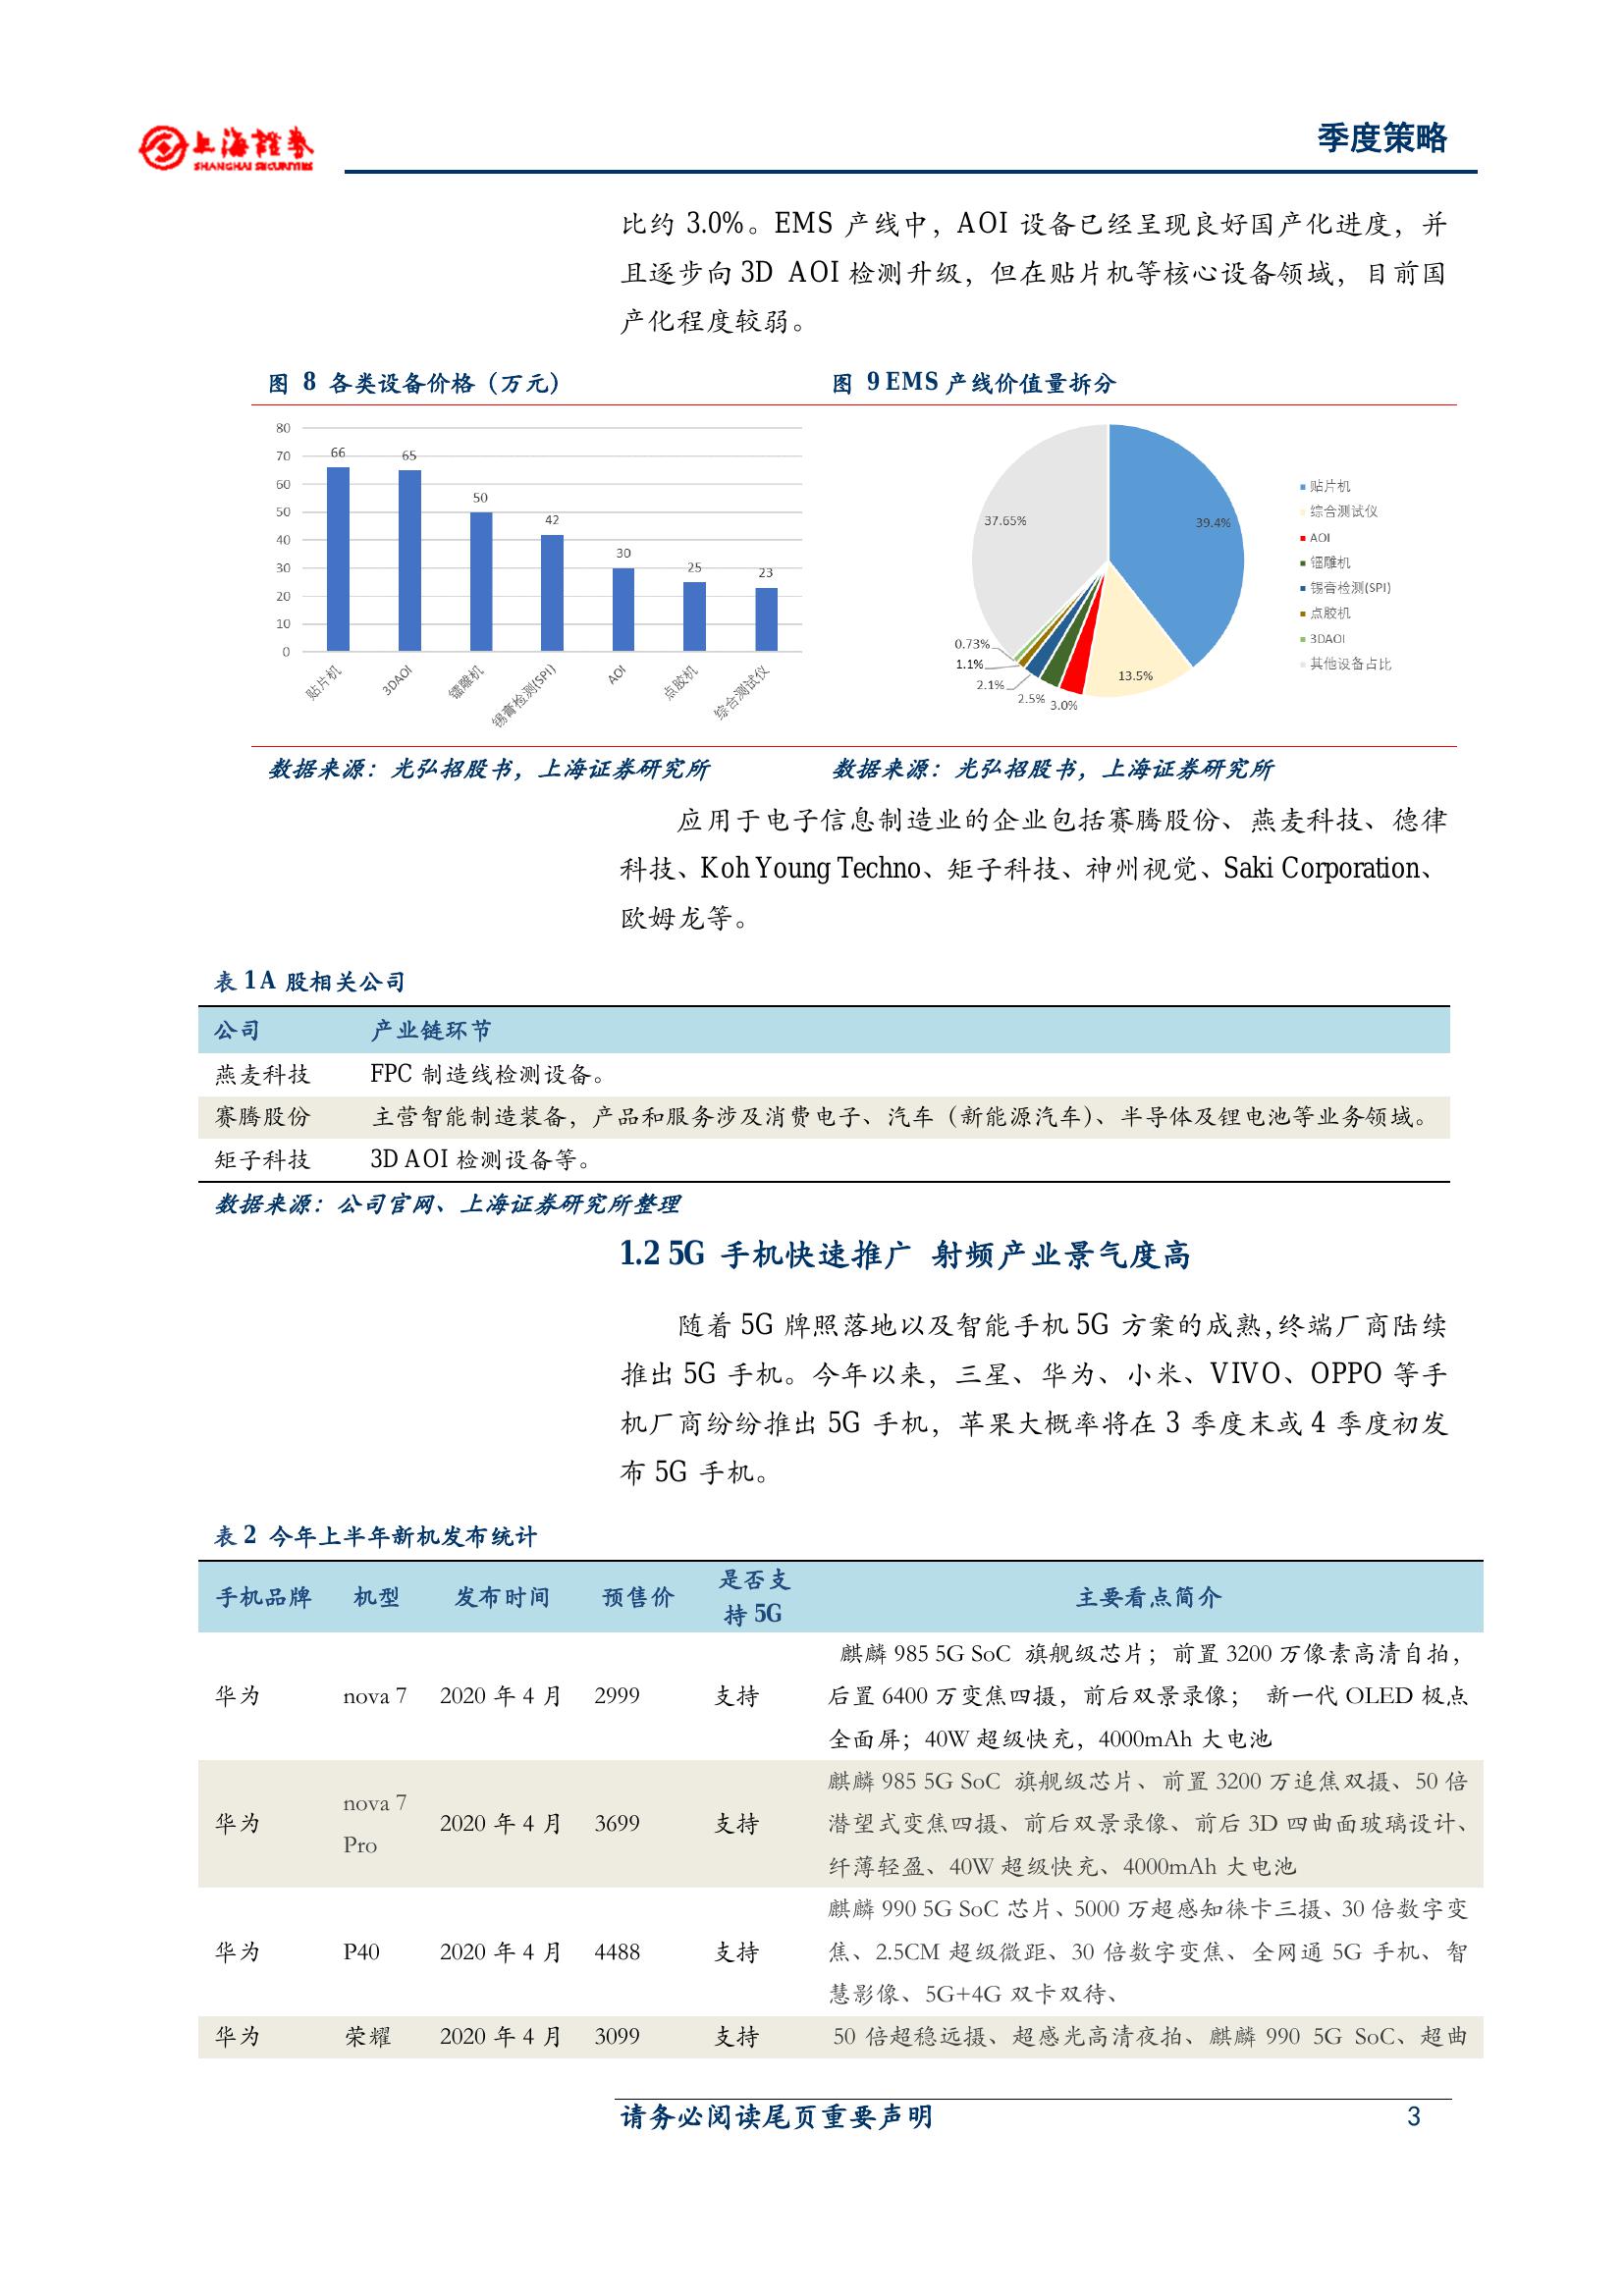 上海證券
SHANGHAI SECURITIES
季度策略
比约 3.0%。EMS 产线中，AOI 设备已经呈现良好国产化进度，并
且逐步向 3D AOI 检测升级，但在贴片机等核心设备领域，目前国
产化程度较弱。
图 8 各类设备价格（万元）
80
70
60
50
40
30
20
10
0
66
65
50
42
30
25
23
贴片机
3DAOI
镭雕机
锡膏检测(SPI)
AOI
点胶机
综合测试仪
数据来源：光弘招股书，上海证券研究所
图 9 EMS 产线价值量拆分
37.65%
39.4%
0.73%
1.1%
2.1%
2.5%
3.0%
13.5%
贴片机
综合测试仪
AOI
镭雕机
锡膏检测(SPI)
点胶机
3DAOI
其他设备占比
数据来源：光弘招股书，上海证券研究所
应用于电子信息制造业的企业包括赛腾股份、燕麦科技、德律
科技、Koh Young Techno、矩子科技、神州视觉、Saki Corporation、
欧姆龙等。
表 1A 股相关公司
公司 产业链环节
燕麦科技 FPC 制造线检测设备。
赛腾股份 主营智能制造装备，产品和服务涉及消费电子、汽车（新能源汽车）、半导体及锂电池等业务领域。
矩子科技 3D AOI 检测设备等。
数据来源：公司官网、上海证券研究所整理
1.2 5G 手机快速推广 射频产业景气度高
随着 5G 牌照落地以及智能手机 5G 方案的成熟,终端厂商陆续
推出 5G 手机。今年以来，三星、华为、小米、VIVO、OPPO 等手
机厂商纷纷推出 5G 手机，苹果大概率将在 3 季度末或 4 季度初发
布 5G 手机。
表 2 今年上半年新机发布统计
手机品牌 机型 发布时间 预售价 是否支
持 5G 主要看点简介
华为 nova 7 2020 年 4 月 2999 支持 麒麟 985 5G SoC 旗舰级芯片；前置 3200 万像素高清自拍，
后置 6400 万变焦四摄，前后双景录像； 新一代 OLED 极点
全面屏；40W 超级快充，4000mAh 大电池
华为 nova 7
Pro 2020 年 4 月 3699 支持 麒麟 985 5G SoC 旗舰级芯片、前置 3200 万追焦双摄、50 倍
潜望式变焦四摄、前后双景录像、前后 3D 四曲面玻璃设计、
纤薄轻盈、40W 超级快充、4000mAh 大电池
华为 P40 2020 年 4 月 4488 支持 麒麟 990 5G SoC 芯片、5000 万超感知徕卡三摄、30 倍数字变
焦、2.5CM 超级微距、30 倍数字变焦、全网通 5G 手机、智
慧影像、5G+4G 双卡双待、
华为 荣耀 2020 年 4 月 3099 支持 50 倍超稳远摄、超感光高清夜拍、麒麟 990 5G SoC、超曲
请务必阅读尾页重要声明 3